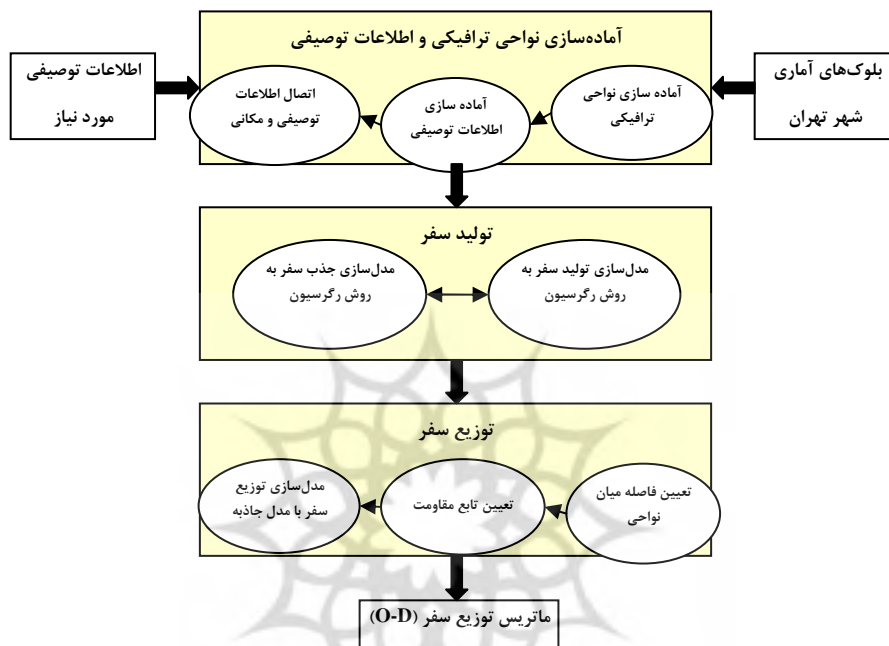 آماده‌سازی نواحی ترافیکی و اطلاعات توصیفی
بلوک‌های آماری
شهر تهران
اطلاعات توصیفی
مورد نیاز
آماده سازی نواحی
ترافیکی
آماده سازی
اطلاعات توصیفی
اتصال اطلاعات
توصیفی و مکانی
تولید سفر
مدل‌سازی تولید سفر به
روش رگرسیون
مدل‌سازی جذب سفر به
روش رگرسیون
توزیع سفر
تعیین فاصله میان
نواحی
تعیین تابع مقاومت
مدل‌سازی توزیع
سفر با مدل جاذبه
ماتریس توزیع سفر (O-D)